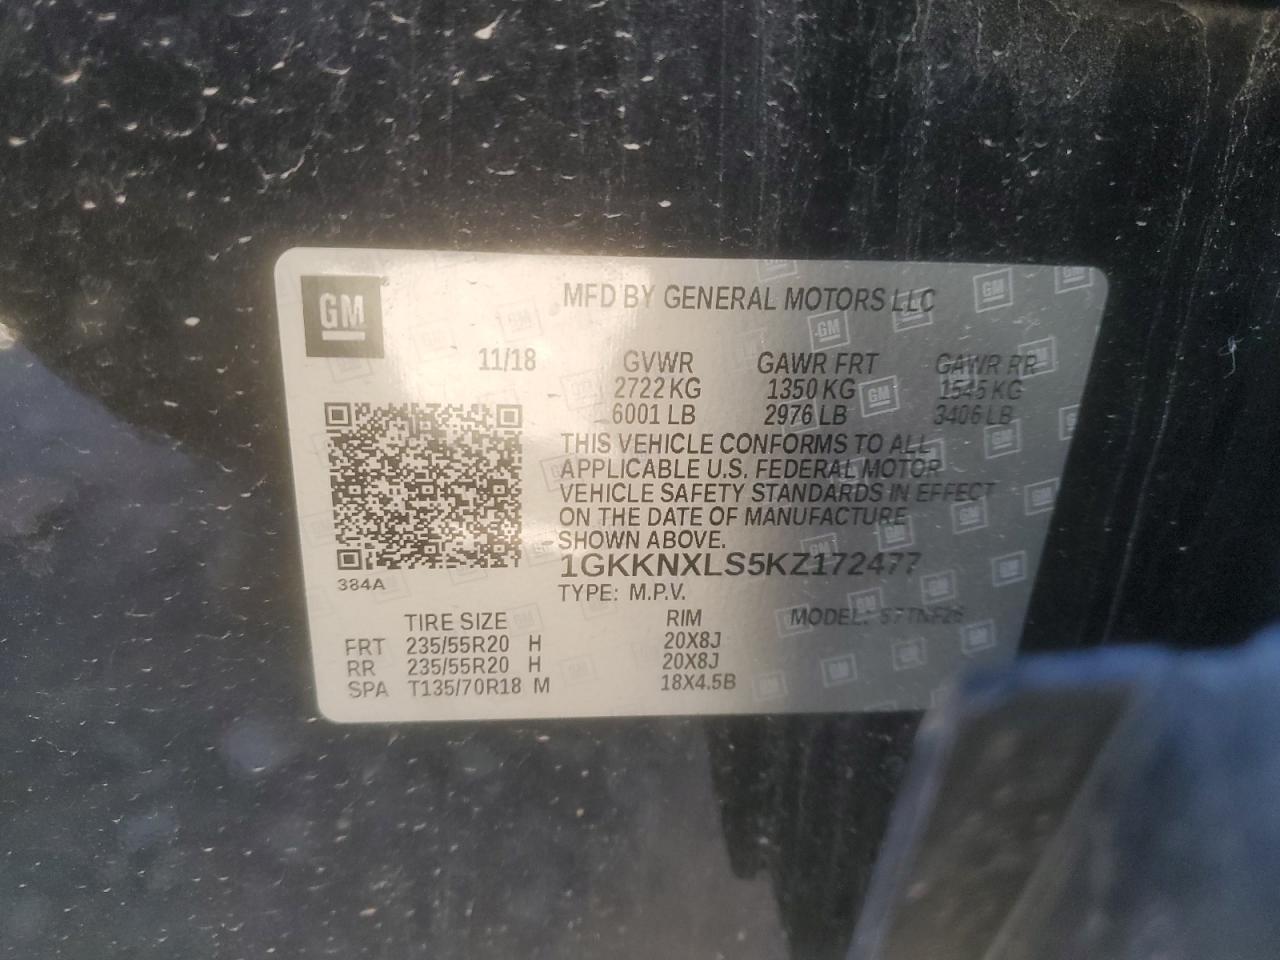 GM
MFD BY GENERAL MOTORS LLC
11/18 GVWR GAWR FRT GAWR RR
2722 KG 1350 KG 1545 KG
6001 LB 2976 LB 3406 LB
THIS VEHICLE CONFORMS TO ALL
APPLICABLE U.S. FEDERAL MOTOR
VEHICLE SAFETY STANDARDS IN EFFECT
ON THE DATE OF MANUFACTURE
SHOWN ABOVE.
1GKKNXLS5KZ172477
384A
TYPE: M.P.V.
TIRE SIZE RIM MODEL:
FRT 235/55R20 H 20X8J
RR 235/55R20 H 20X8J
SPA T135/70R18 M 18X4.5B